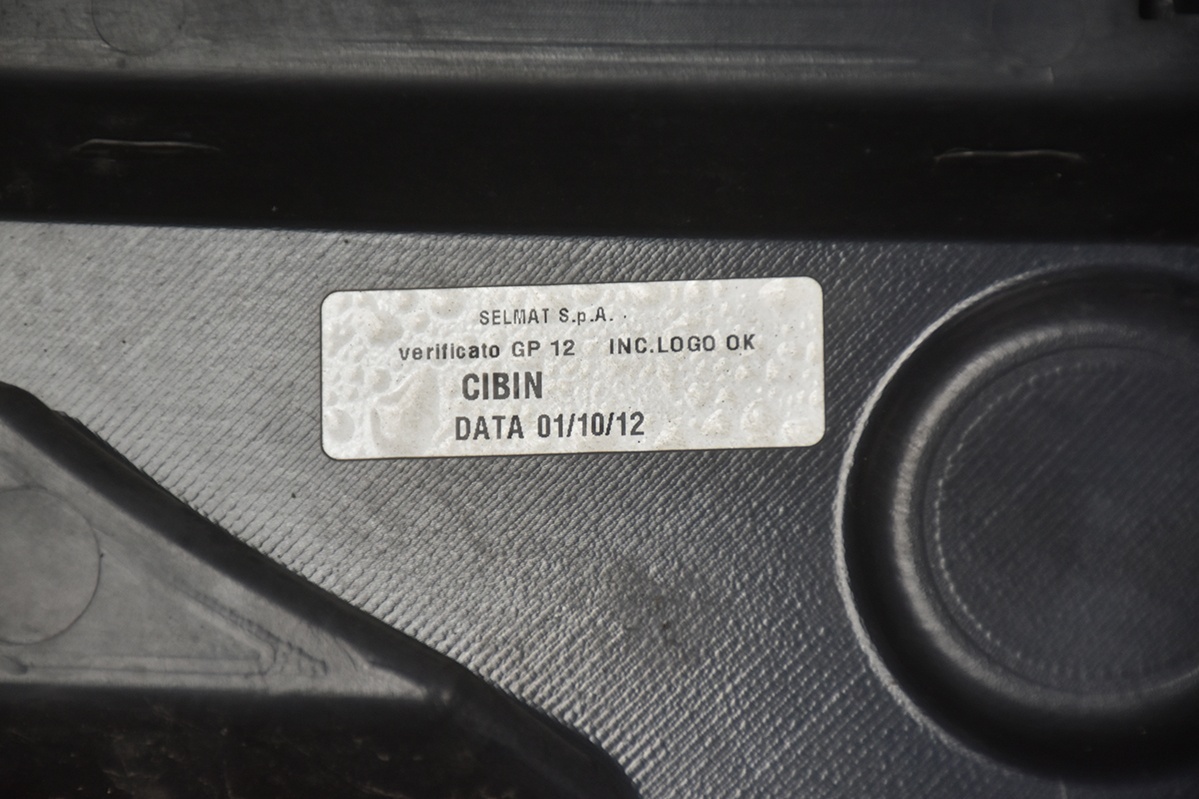 SELMAT S.p.A.
verificato GP 12 INC.LOGO OK
CIBIN
DATA 01/10/12